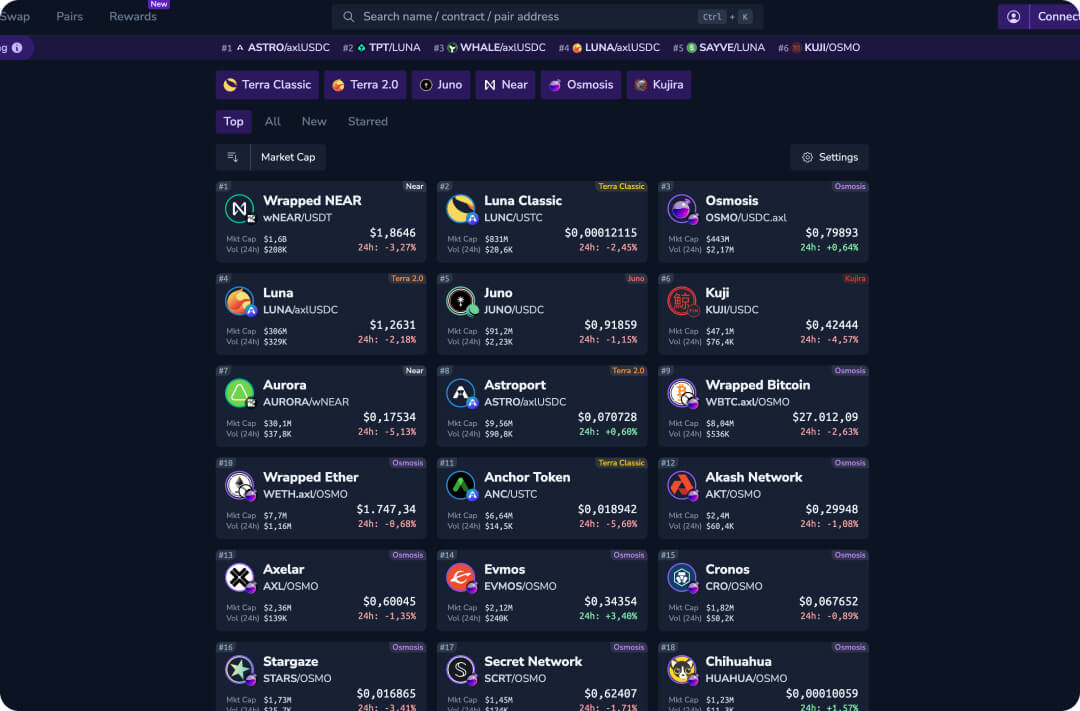 New
Swap Pairs Rewards Search name / contract / pair address Ctrl + K Connect
#1 ASTRO/axlUSDC #2 TPT/LUNA #3 WHALE/axlUSDC #4 LUNA/axlUSDC #5 SAYVE/LUNA #6 KUJI/OSMO
Terra Classic Terra 2.0 Juno Near Osmosis Kujira
Top All New Starred
Market Cap Settings
#1 Near
Wrapped NEAR
wNEAR/USDT
$1,8646
Mkt Cap $1,6B
Vol (24h) $208K
24h: -3,27%
#2 Terra Classic
Luna Classic
LUNC/USTC
$0,00012115
Mkt Cap $831M
Vol (24h) $20,6K
24h: -2,45%
#3 Osmosis
Osmosis
OSMO/USDC.axl
$0,79893
Mkt Cap $443M
Vol (24h) $2,17M
24h: +0,64%
#4 Terra 2.0
Luna
LUNA/axlUSDC
$1,2631
Mkt Cap $306M
Vol (24h) $329K
24h: -2,18%
#5 Juno
Juno
JUNO/USDC
$0,91859
Mkt Cap $91,2M
Vol (24h) $2,23K
24h: -1,15%
#6 Kujira
Kuji
KUJI/USDC
$0,42444
Mkt Cap $47,1M
Vol (24h) $76,4K
24h: -4,57%
#7 Near
Aurora
AURORA/wNEAR
$0,17534
Mkt Cap $30,1M
Vol (24h) $37,8K
24h: -5,13%
#8 Terra 2.0
Astroport
ASTRO/axlUSDC
$0,070728
Mkt Cap $9,56M
Vol (24h) $90,8K
24h: +0,60%
#9 Osmosis
Wrapped Bitcoin
WBTC.axl/OSMO
$27.012,09
Mkt Cap $8,04M
Vol (24h) $536K
24h: -2,63%
#10 Osmosis
Wrapped Ether
WETH.axl/OSMO
$1.747,34
Mkt Cap $7,7M
Vol (24h) $1,16M
24h: -0,68%
#11 Terra Classic
Anchor Token
ANC/USTC
$0,018942
Mkt Cap $6,64M
Vol (24h) $14,5K
24h: -5,60%
#12 Osmosis
Akash Network
AKT/OSMO
$0,29948
Mkt Cap $2,4M
Vol (24h) $60,4K
24h: -1,08%
#13 Osmosis
Axelar
AXL/OSMO
$0,60045
Mkt Cap $2,36M
Vol (24h) $139K
24h: -1,35%
#14 Osmosis
Evmos
EVMOS/OSMO
$0,34354
Mkt Cap $2,12M
Vol (24h) $240K
24h: +3,40%
#15 Osmosis
Cronos
CRO/OSMO
$0,067652
Mkt Cap $1,82M
Vol (24h) $50,2K
24h: -0,89%
#16 Osmosis
Stargaze
STARS/OSMO
$0,016865
Mkt Cap $1,73M
Vol (24h)
24h: -3,41%
#17 Osmosis
Secret Network
SCRT/OSMO
$0,62407
Mkt Cap $1,45M
Vol (24h)
24h: -1,71%
#18 Osmosis
Chihuahua
HUAHUA/OSMO
$0,00010059
Mkt Cap $1,23M
Vol (24h)
24h: +1,57%